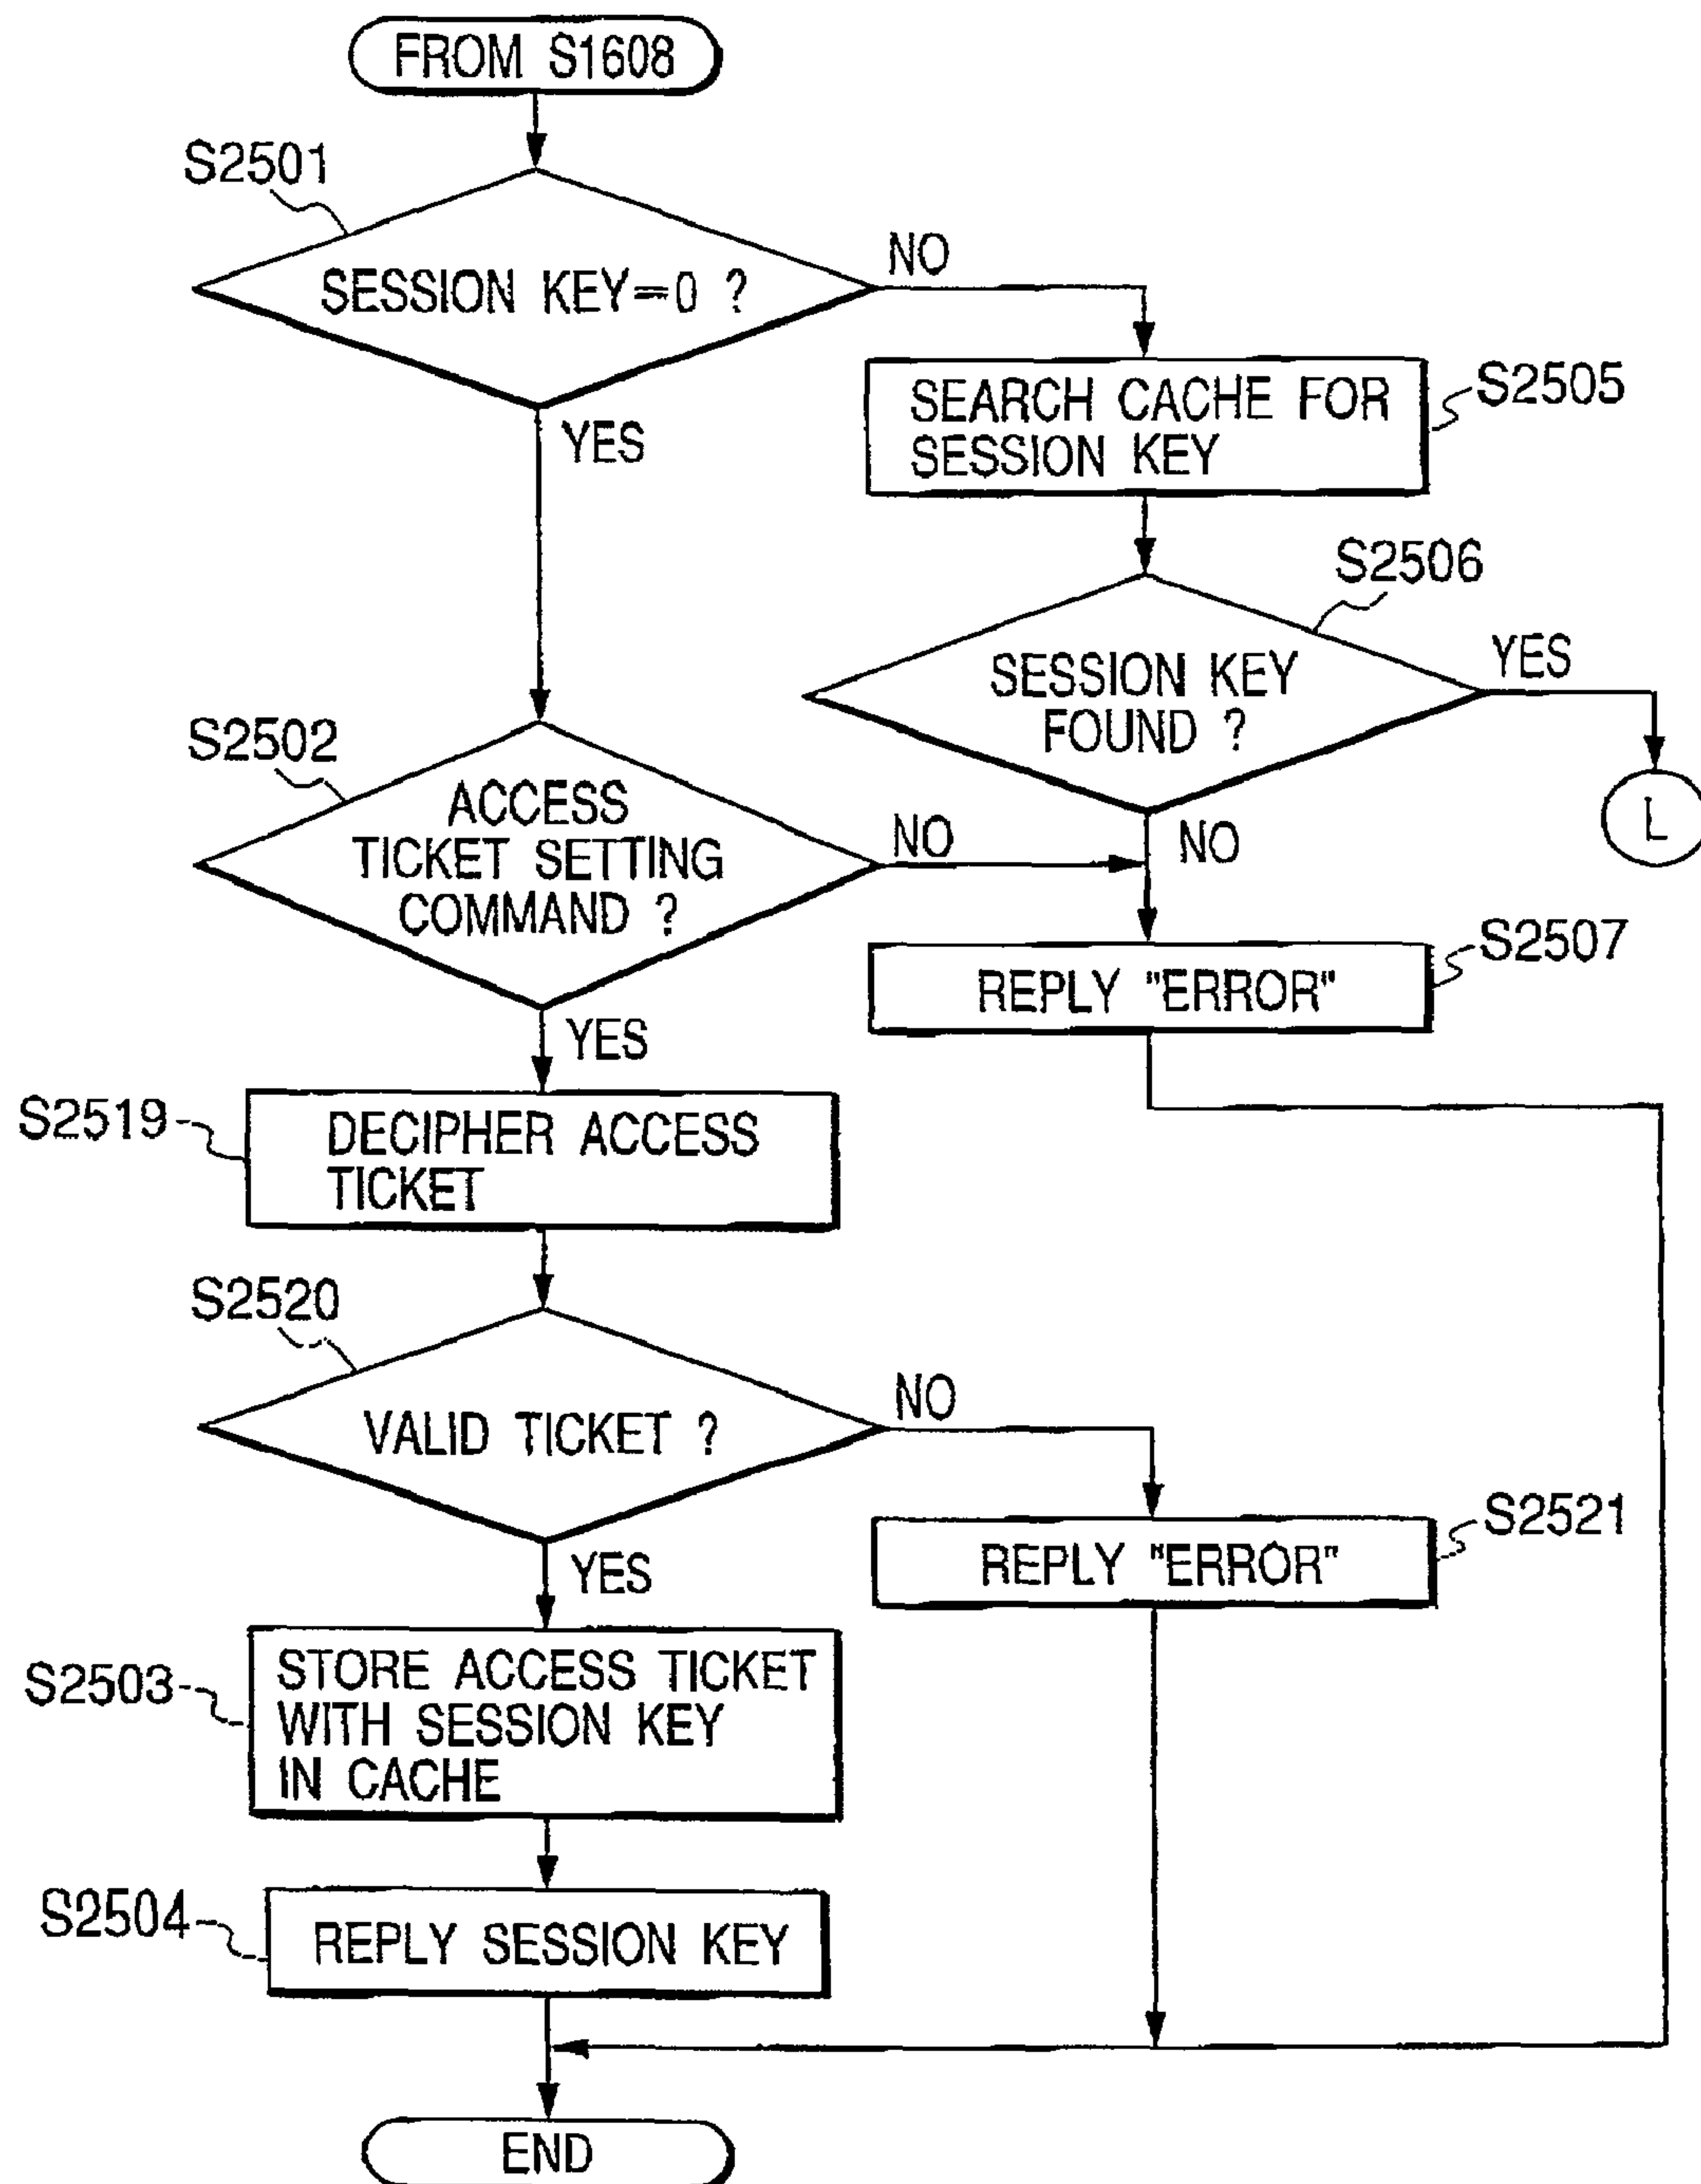 FROM S1608
S2501
SESSION KEY=0 ?
NO
YES
SEARCH CACHE FOR
SESSION KEY
S2505
S2506
SESSION KEY
FOUND ?
YES
L
NO
S2502
ACCESS
TICKET SETTING
COMMAND ?
NO
YES
S2507
REPLY "ERROR"
S2519
DECIPHER ACCESS
TICKET
S2520
VALID TICKET ?
NO
YES
S2521
REPLY "ERROR"
S2503
STORE ACCESS TICKET
WITH SESSION KEY
IN CACHE
S2504
REPLY SESSION KEY
END